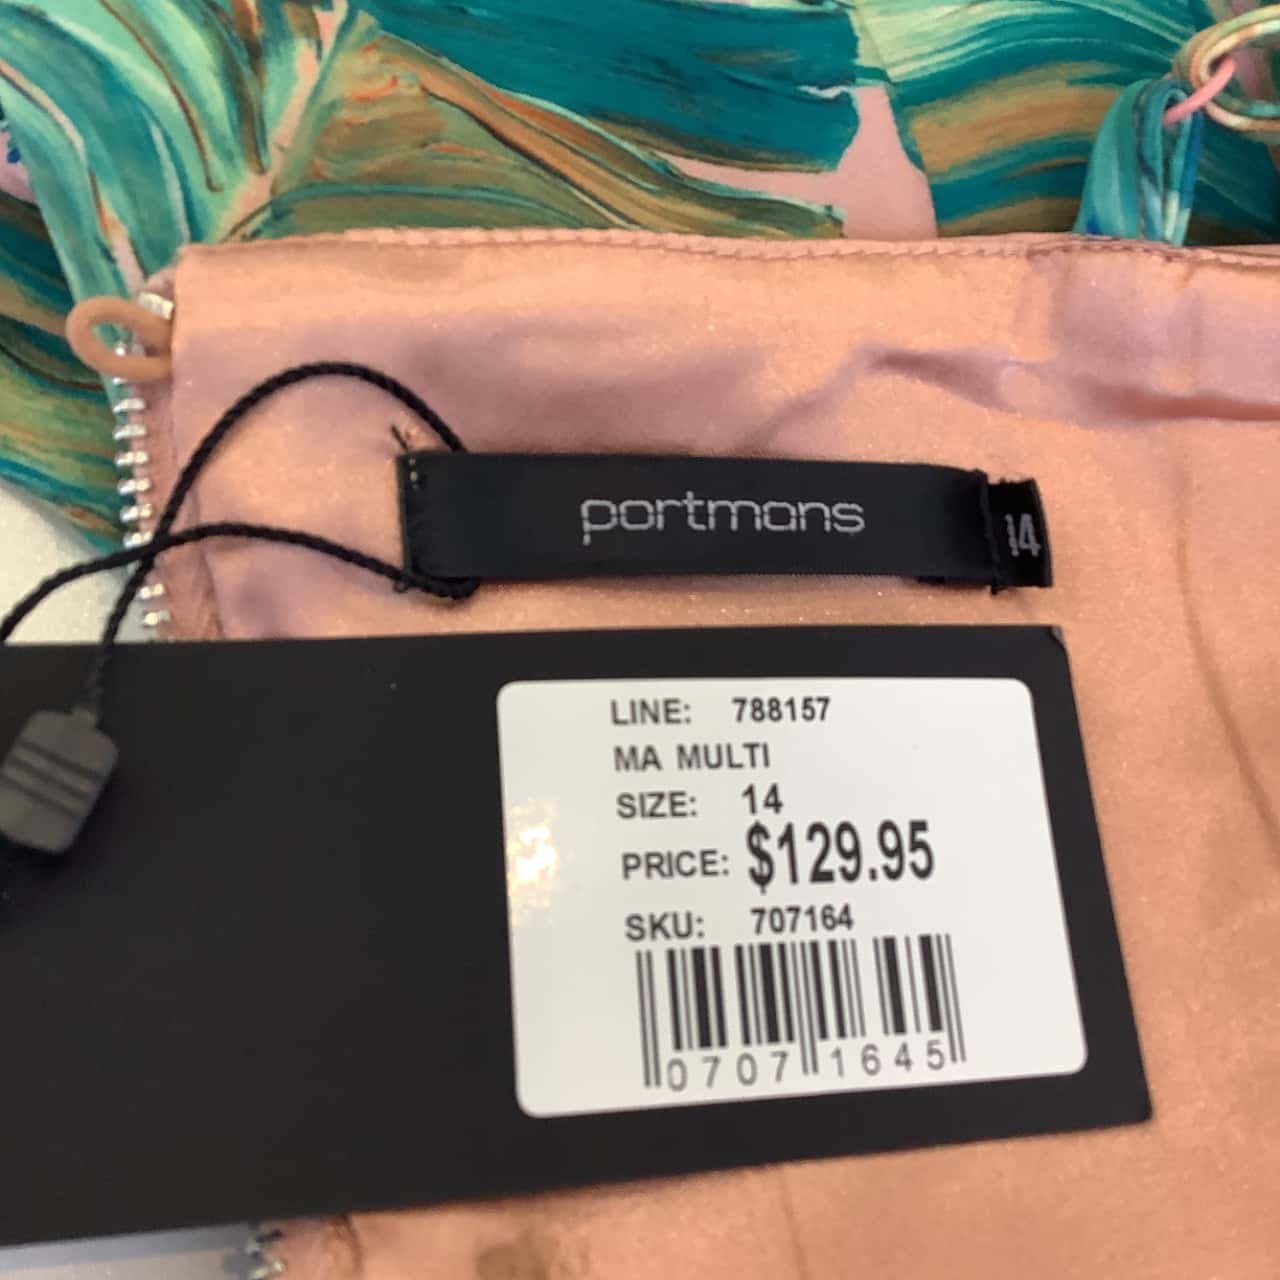 portmans
14
LINE: 788157
MA MULTI
SIZE: 14
PRICE: $129.95
SKU: 707164
0707 1645